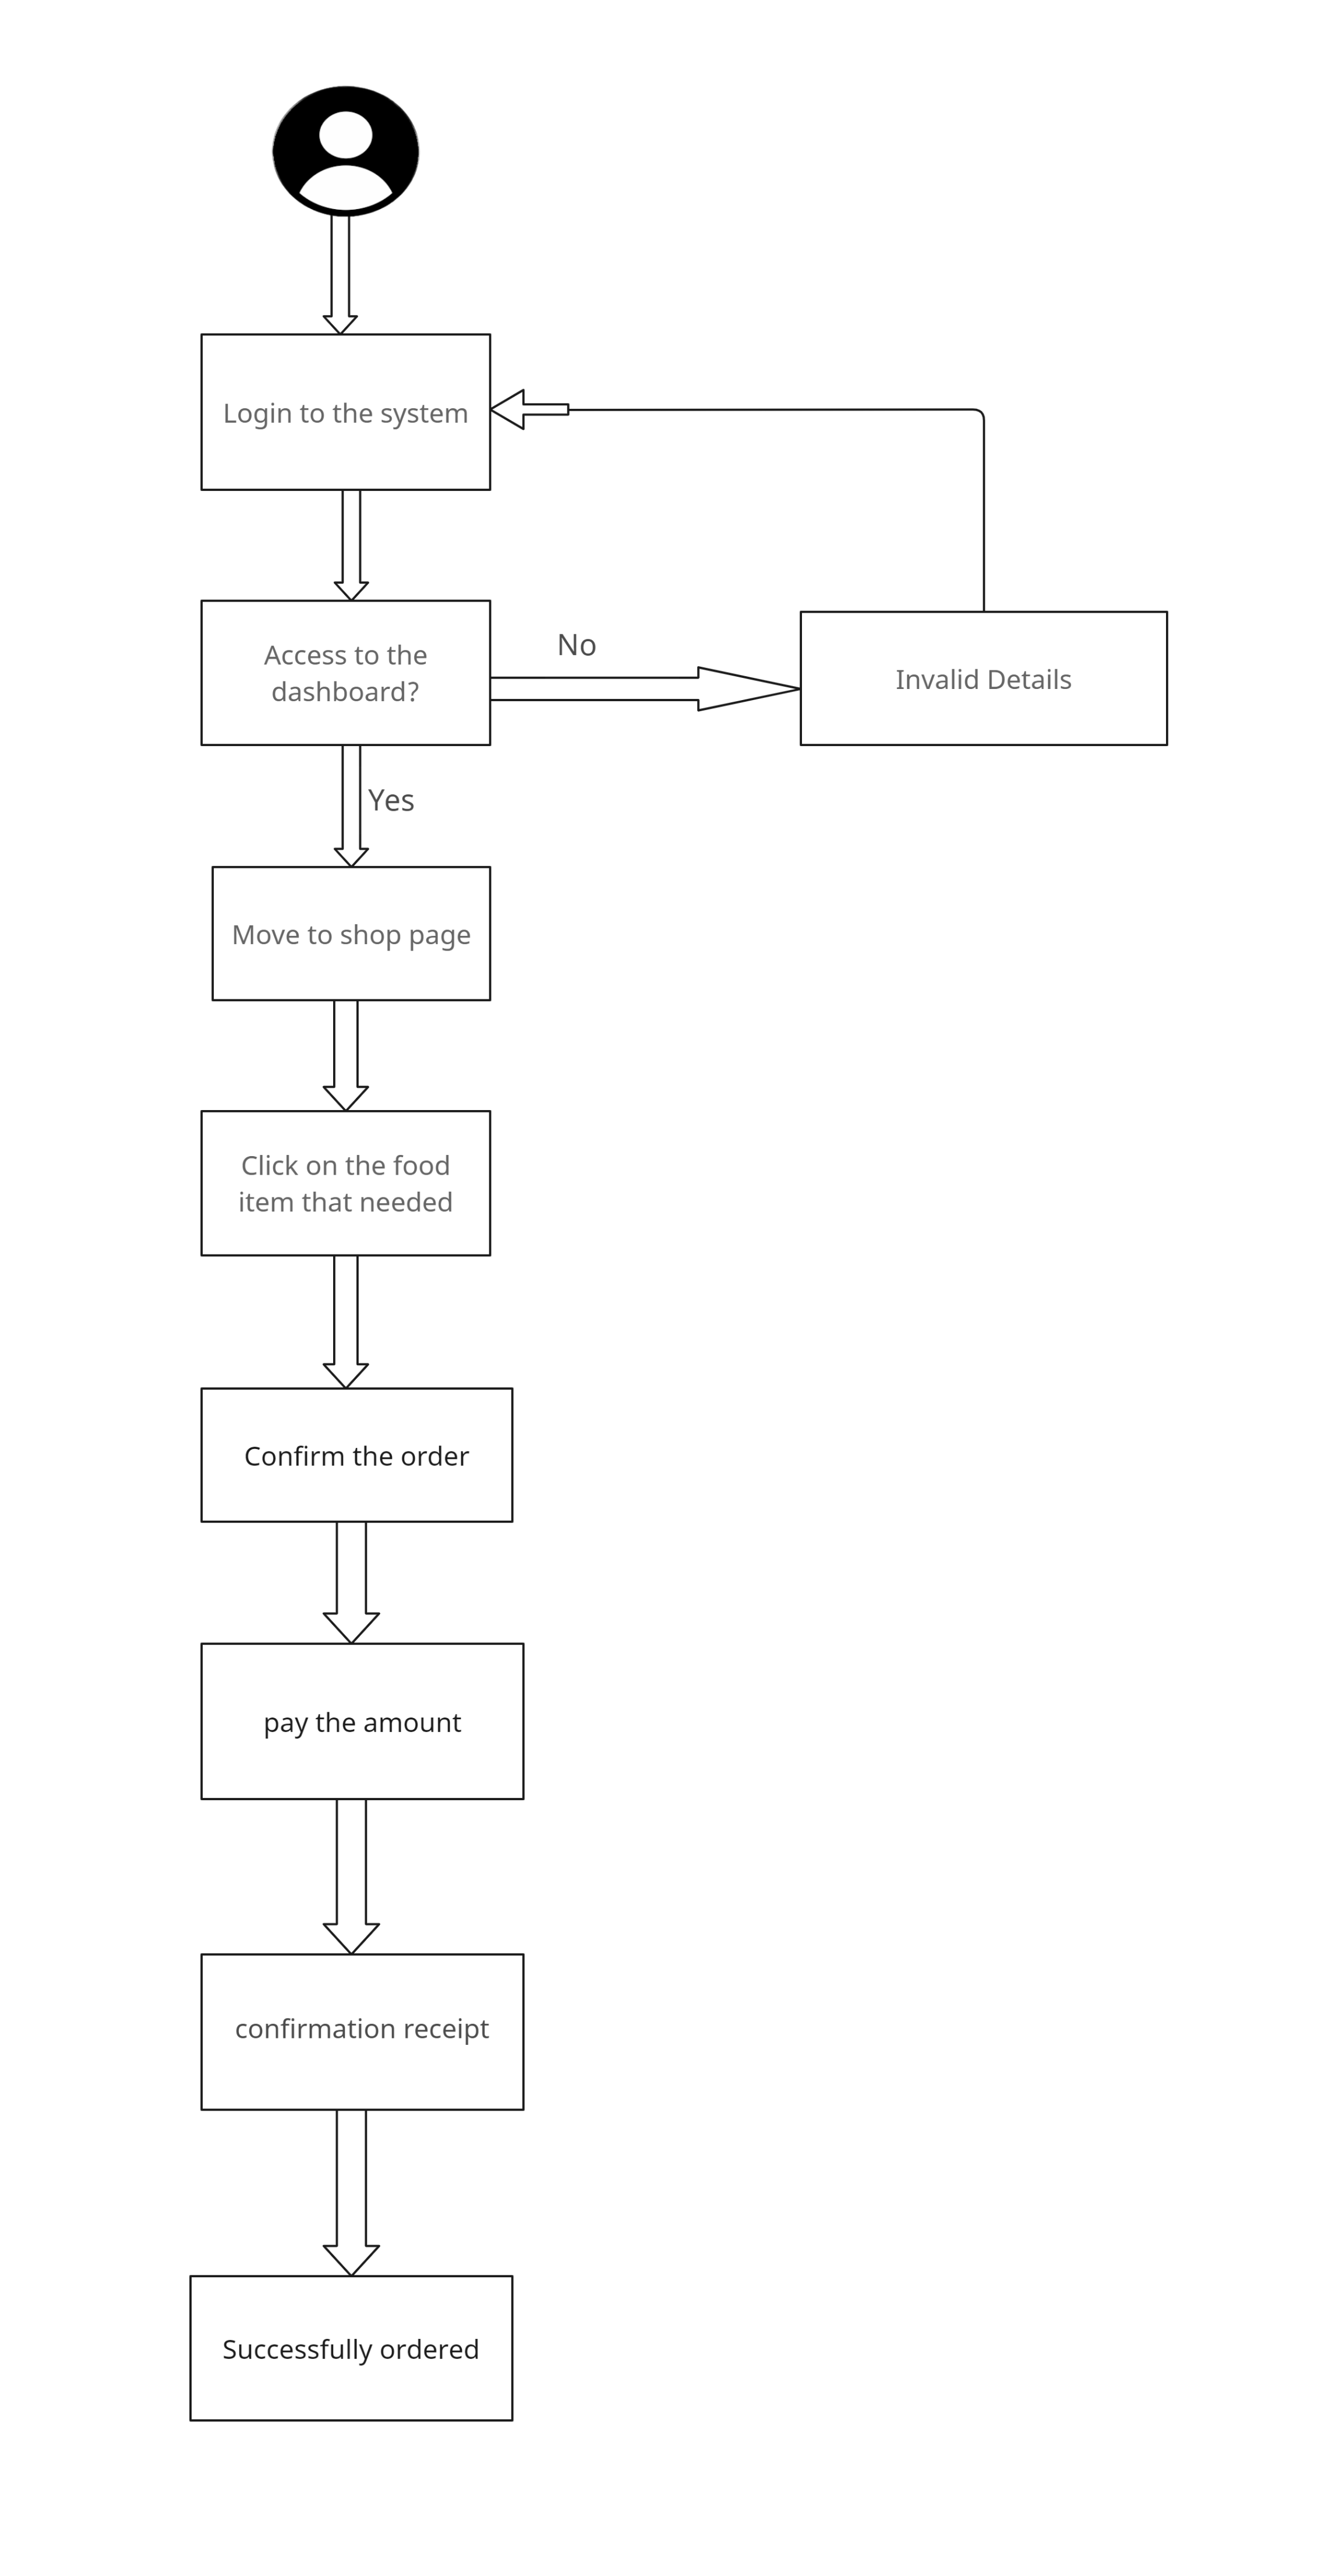 Login to the system
Access to the
dashboard?
No
Invalid Details
Yes
Move to shop page
Click on the food
item that needed
Confirm the order
pay the amount
confirmation receipt
Successfully ordered